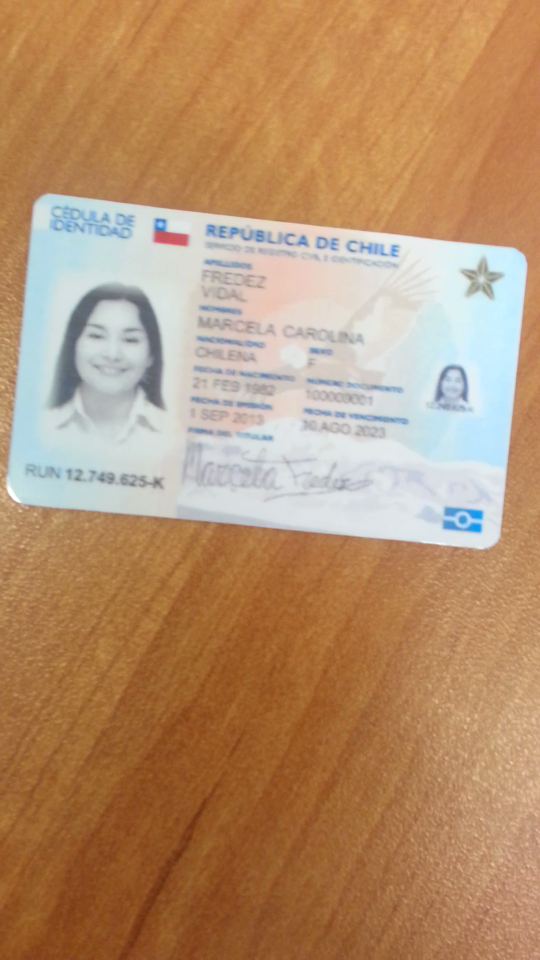 CÉDULA DE
IDENTIDAD
REPÚBLICA DE CHILE
SERVICIO DE REGISTRO CIVIL E IDENTIFICACIÓN
APELLIDOS
FREDEZ
VIDAL
NOMBRES
MARCELA CAROLINA
NACIONALIDAD SEXO
CHILENA F
FECHA DE NACIMIENTO NÚMERO DOCUMENTO
21 FEB 1982 100000001
FECHA DE EMISIÓN FECHA DE VENCIMIENTO
1 SEP 2013 30 AGO 2023
FIRMA DEL TITULAR
Marcela Fredez
RUN 12.749.625-K